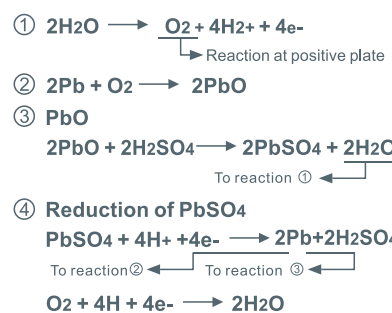 ① 2H2O → O2 + 4H2+ + 4e-
Reaction at positive plate
② 2Pb + O2 → 2PbO
③ PbO
2PbO + 2H2SO4 → 2PbSO4 + 2H2O
To reaction ①
④ Reduction of PbSO4
PbSO4 + 4H+ +4e- → 2Pb+2H2SO4
To reaction② To reaction ③
O2 + 4H + 4e- → 2H2O